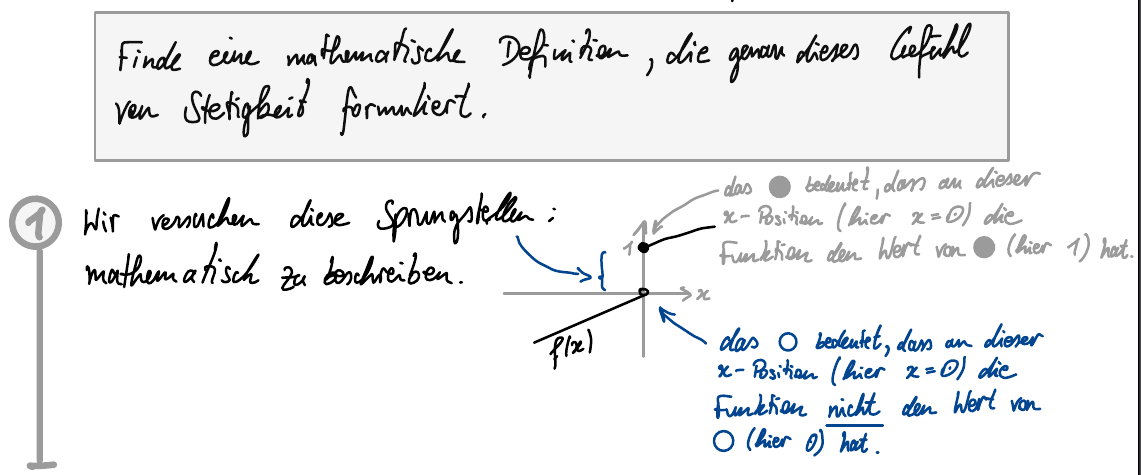 Finde eine mathematische Definition, die genau dieses Gefühl
von Stetigkeit formuliert.
1
Wir versuchen diese Sprungstellen:
mathematisch zu beschreiben.
das ● bedeutet, dass an dieser
x-Position (hier x=0) die
Funktion den Wert von ● (hier 1) hat.
1
x
f(x)
das ○ bedeutet, dass an dieser
x-Position (hier x=0) die
Funktion nicht den Wert von
○ (hier 0) hat.